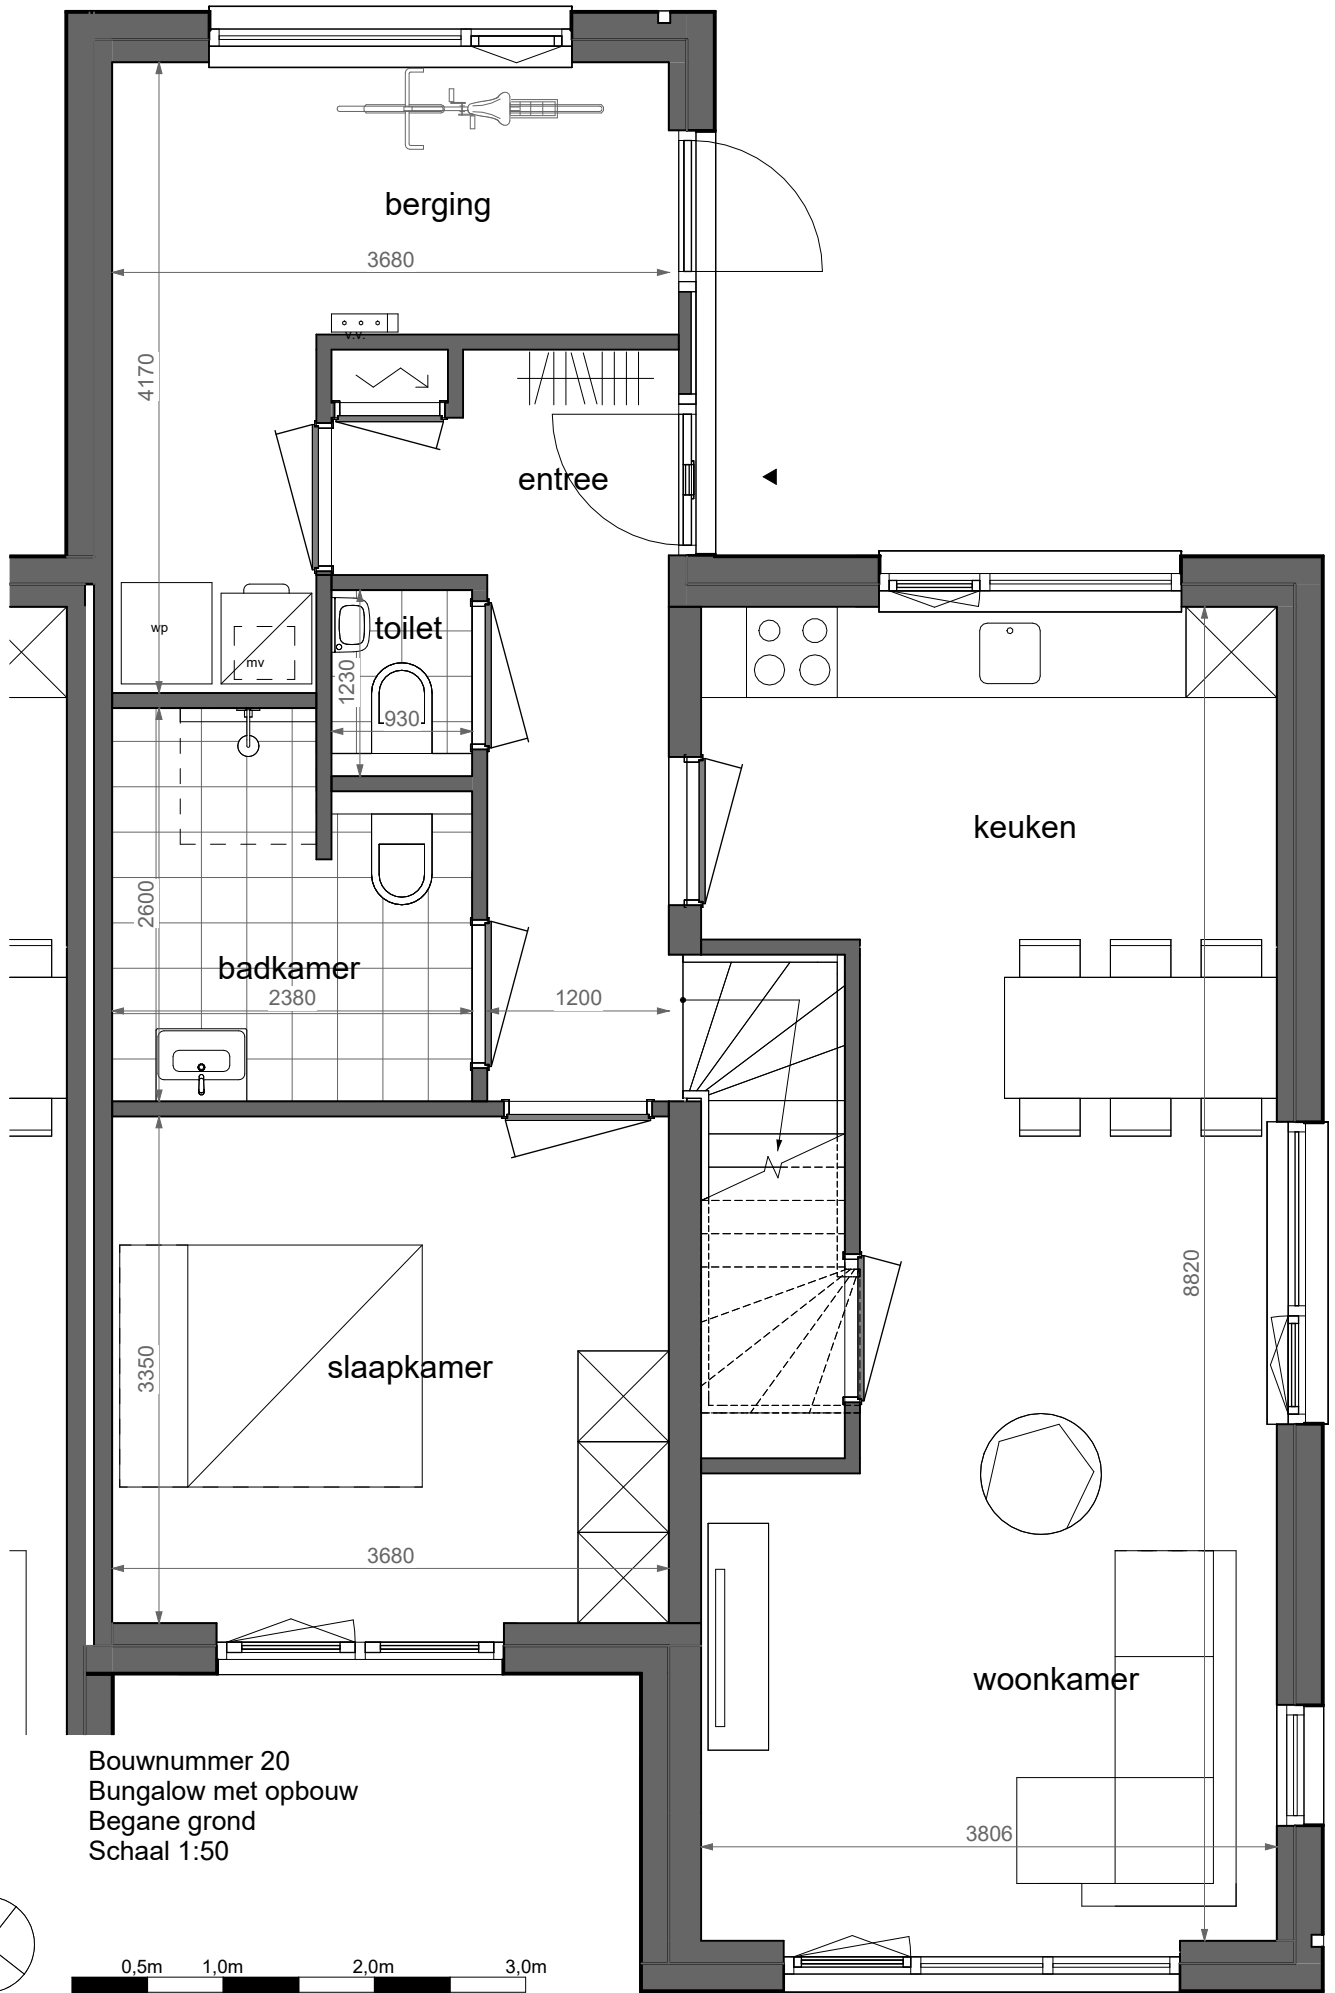 berging
3680
v.v.
4170
entree
wp
mv
toilet
1230
930
keuken
2600
badkamer
2380
1200
8820
3350
slaapkamer
3680
woonkamer
3806
Bouwnummer 20
Bungalow met opbouw
Begane grond
Schaal 1:50
0,5m 1,0m 2,0m 3,0m